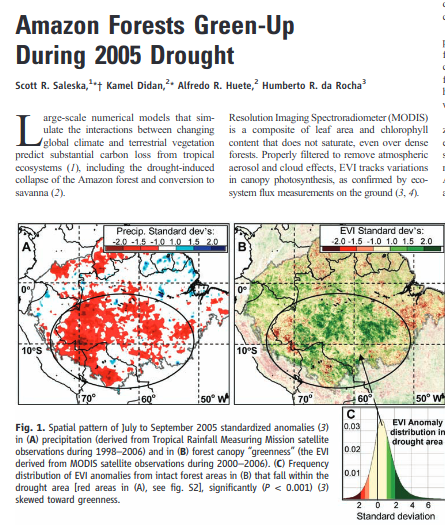 Amazon Forests Green-Up
During 2005 Drought
Scott R. Saleska,¹*† Kamel Didan,²* Alfredo R. Huete,² Humberto R. da Rocha³
Large-scale numerical models that sim-
ulate the interactions between changing
global climate and terrestrial vegetation
predict substantial carbon loss from tropical
ecosystems (1), including the drought-induced
collapse of the Amazon forest and conversion to
savanna (2).
Resolution Imaging Spectroradiometer (MODIS)
is a composite of leaf area and chlorophyll
content that does not saturate, even over dense
forests. Properly filtered to remove atmospheric
aerosol and cloud effects, EVI tracks variations
in canopy photosynthesis, as confirmed by eco-
system flux measurements on the ground (3, 4).
A
Precip. Standard dev's:
-2.0 -1.5 -1.0 1.0
0°
10°S
70° 60° 50° W
B
EVI Standard dev's:
-2.0 -1.5 -1.0 1.0 1.5 2.0
0°
10°S
70° 60° 50° W
Fig. 1. Spatial pattern of July to September 2005 standardized anomalies (3)
in (A) precipitation (derived from Tropical Rainfall Measuring Mission satellite
observations during 1998–2006) and in (B) forest canopy "greenness" (the EVI
derived from MODIS satellite observations during 2000–2006). (C) Frequency
distribution of EVI anomalies from intact forest areas in (B) that fall within the
drought area [red areas in (A), see fig. S2], significantly (P < 0.001) (3)
skewed toward greenness.
C
EVI Anomaly
distribution in
drought area
0.03
0.02
0.01
2 0 2 4 6
Standard deviation